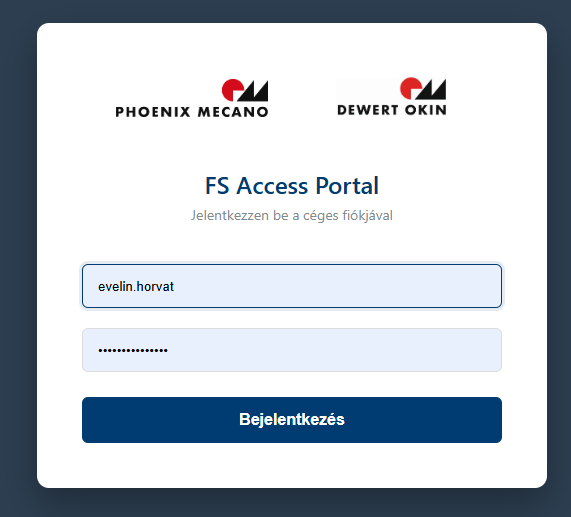 PHOENIX MECANO
DEWERT OKIN
FS Access Portal
Jelentkezzen be a céges fiókjával
evelin.horvat
•••••••••••••••
Bejelentkezés